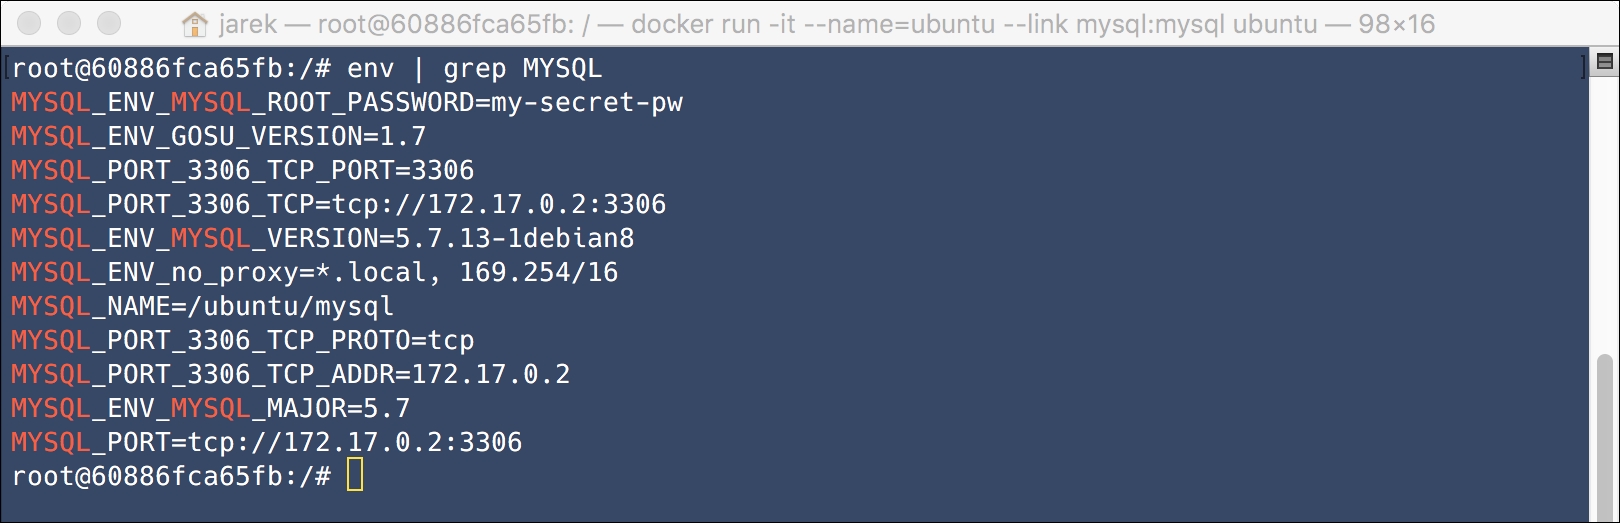 jarek — root@60886fca65fb: / — docker run -it --name=ubuntu --link mysql:mysql ubuntu — 98×16
[root@60886fca65fb:/# env | grep MYSQL ]
MYSQL_ENV_MYSQL_ROOT_PASSWORD=my-secret-pw
MYSQL_ENV_GOSU_VERSION=1.7
MYSQL_PORT_3306_TCP_PORT=3306
MYSQL_PORT_3306_TCP=tcp://172.17.0.2:3306
MYSQL_ENV_MYSQL_VERSION=5.7.13-1debian8
MYSQL_ENV_no_proxy=*.local, 169.254/16
MYSQL_NAME=/ubuntu/mysql
MYSQL_PORT_3306_TCP_PROTO=tcp
MYSQL_PORT_3306_TCP_ADDR=172.17.0.2
MYSQL_ENV_MYSQL_MAJOR=5.7
MYSQL_PORT=tcp://172.17.0.2:3306
root@60886fca65fb:/#